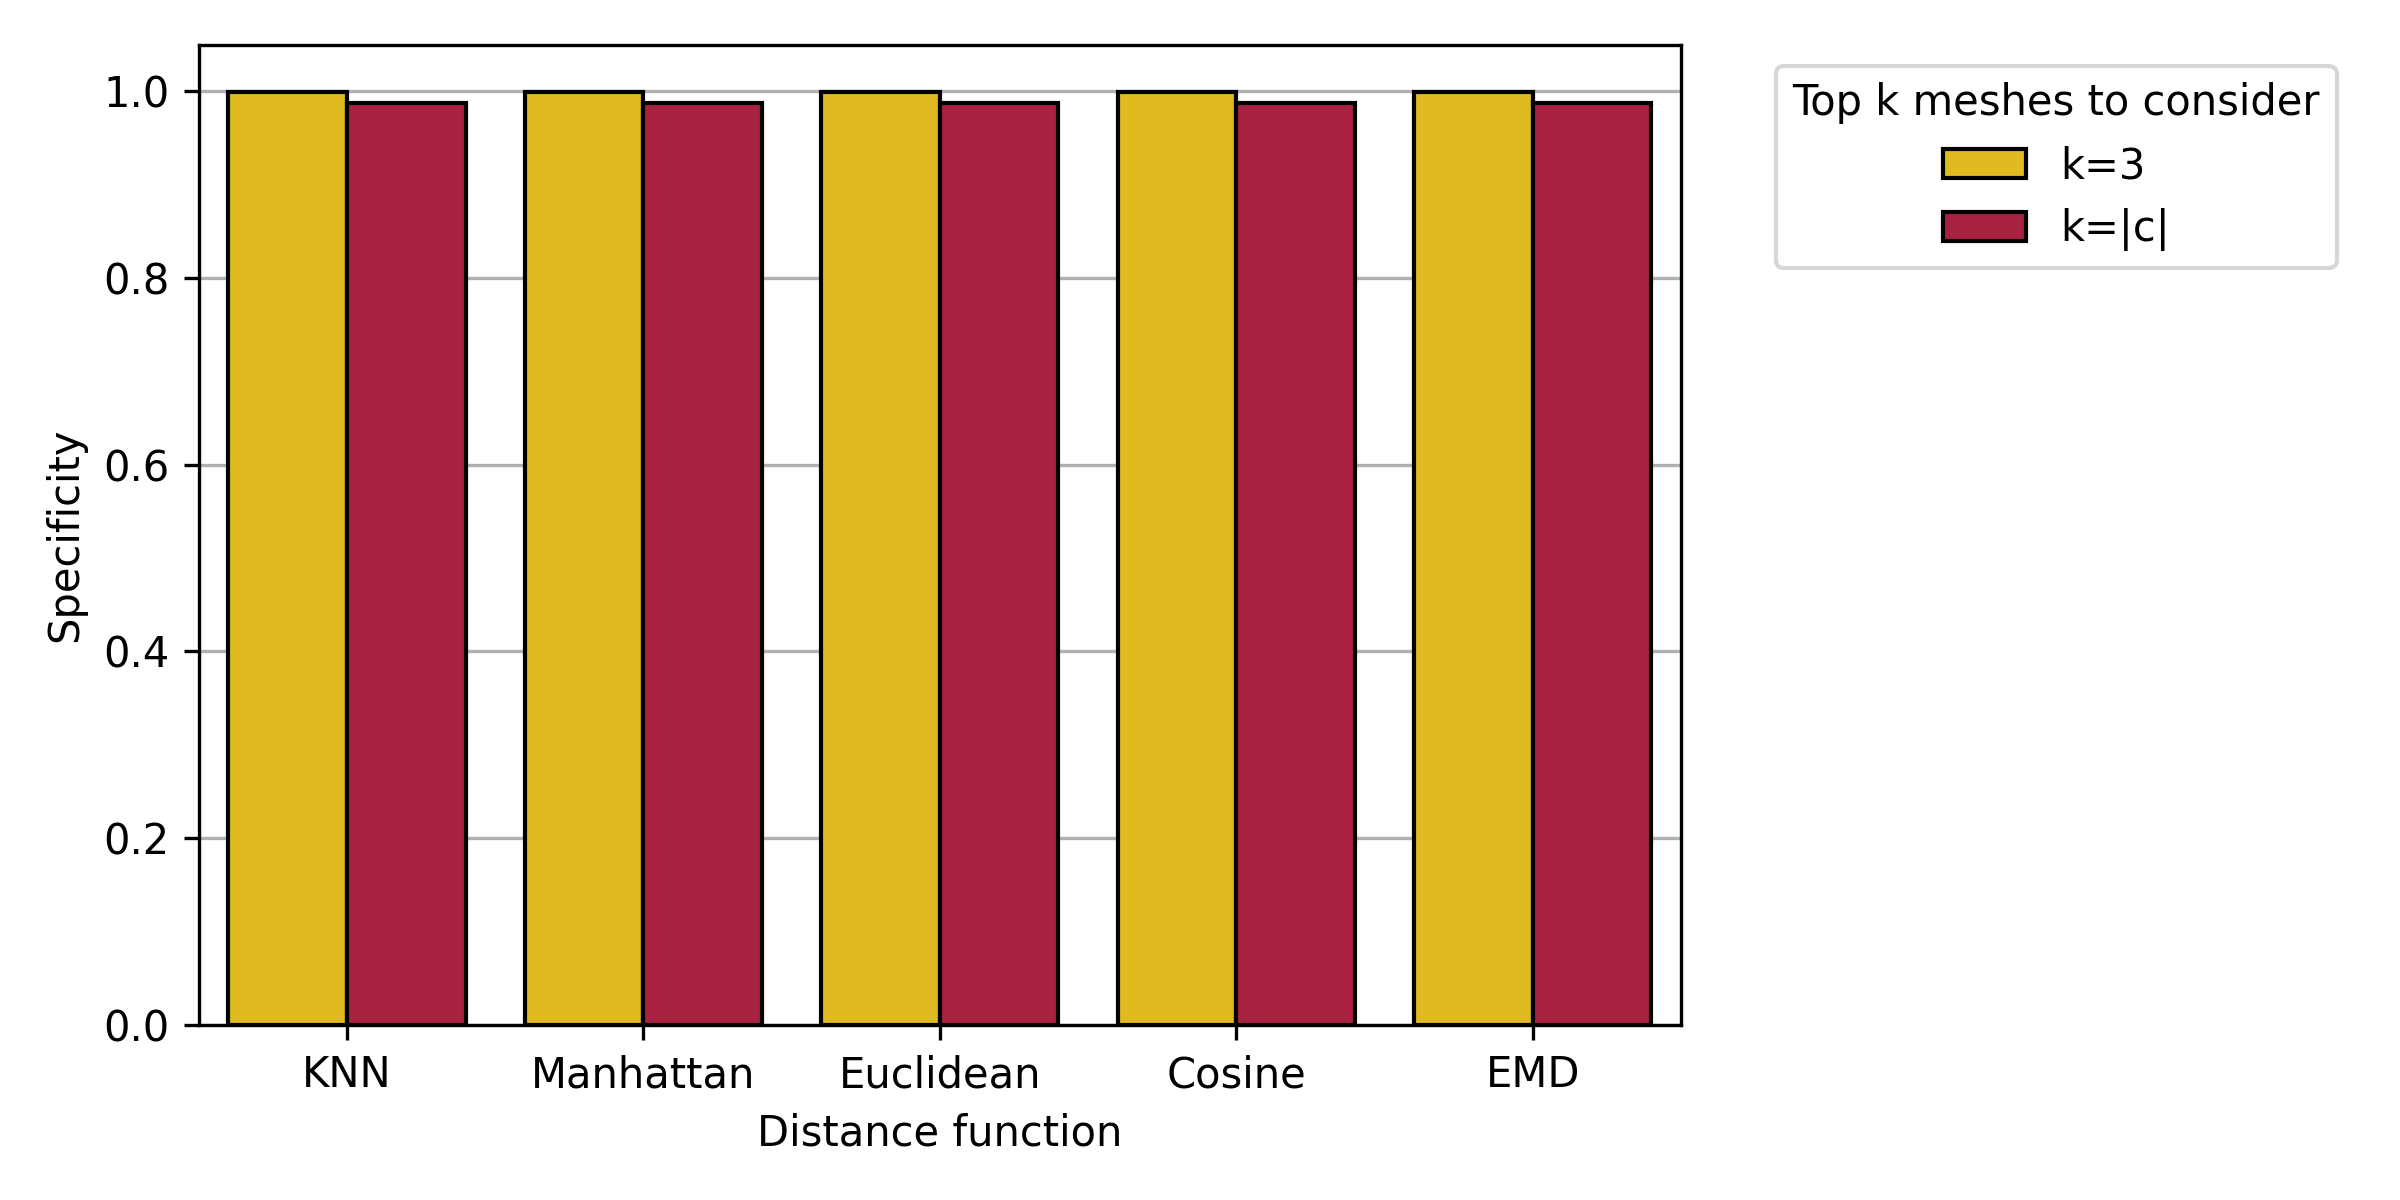 Top k meshes to consider
k=3
k=|c|
Specificity
1.0
0.8
0.6
0.4
0.2
0.0
KNN Manhattan Euclidean Cosine EMD
Distance function